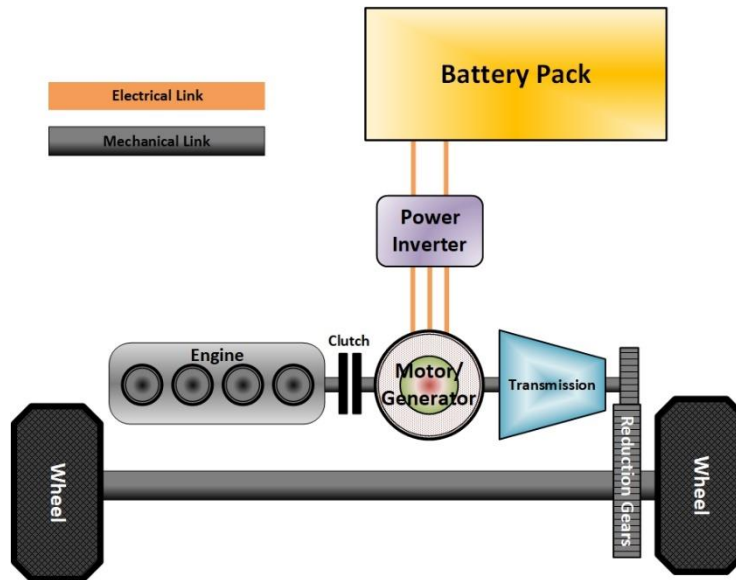 Battery Pack
Electrical Link
Mechanical Link
Power
Inverter
Clutch
Engine
Motor/
Generator
Transmission
Reduction Gears
Wheel
Wheel